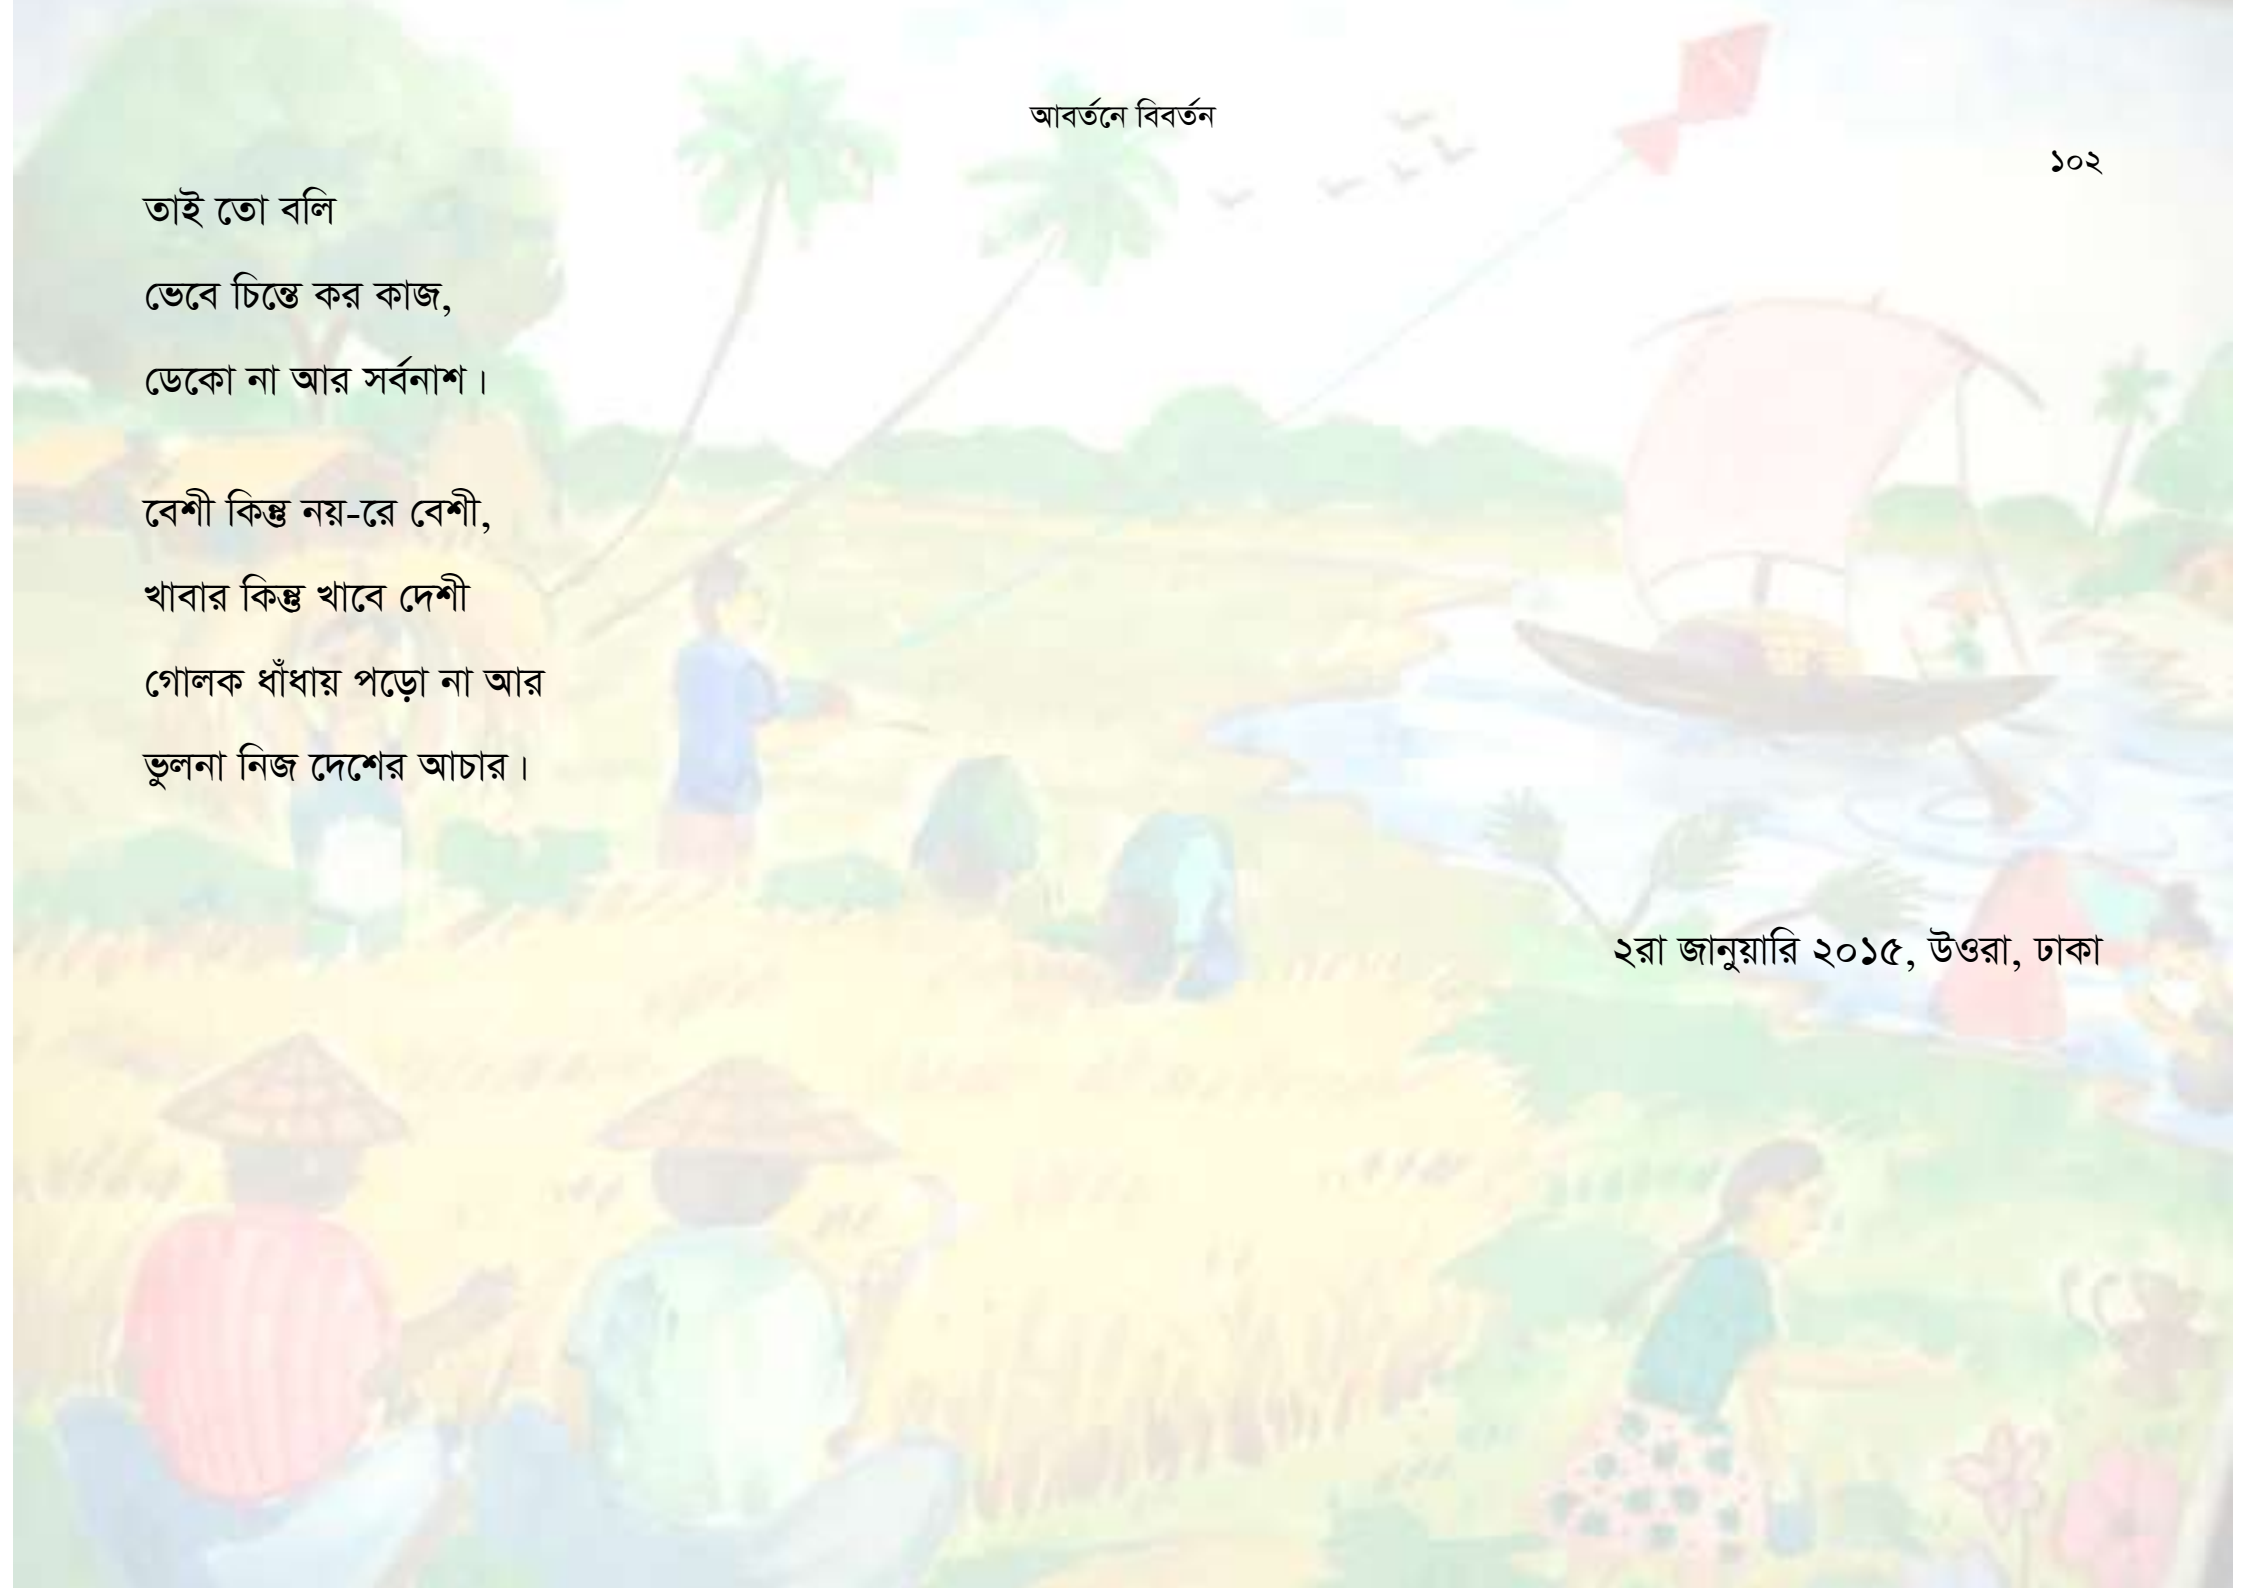 আবর্তনে বিবর্তন
১০২
তাই তো বলি
ভেবে চিন্তে কর কাজ,
ডেকো না আর সর্বনাশ।
বেশী কিন্তু নয়-রে বেশী,
খাবার কিন্তু খাবে দেশী
গোলক ধাঁধায় পড়ো না আর
ভুলনা নিজ দেশের আচার।
২রা জানুয়ারি ২০১৫, উওরা, ঢাকা